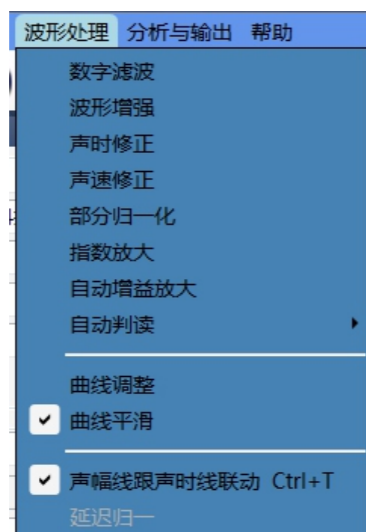 波形处理 分析与输出 帮助
数字滤波
波形增强
声时修正
声速修正
部分归一化
指数放大
自动增益放大
自动判读
曲线调整
曲线平滑
声幅线跟声时线联动 Ctrl+T
延迟归一